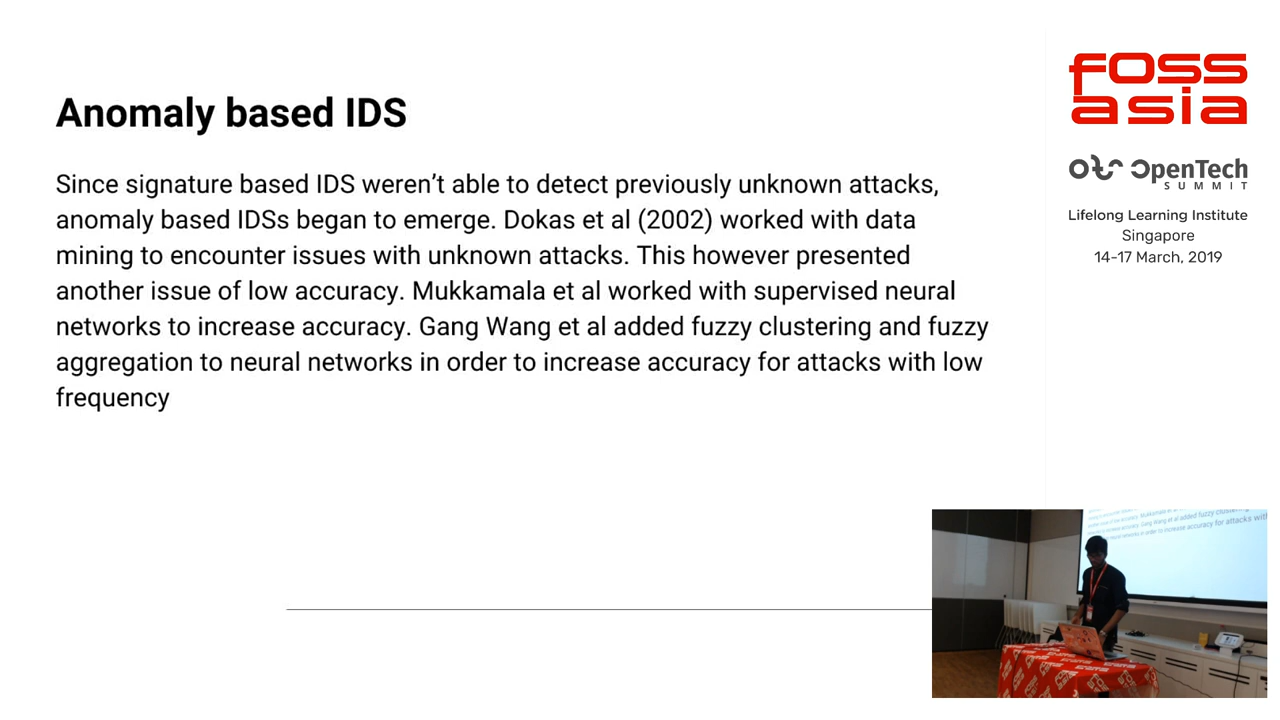 Anomaly based IDS
Since signature based IDS weren't able to detect previously unknown attacks,
anomaly based IDSs began to emerge. Dokas et al (2002) worked with data
mining to encounter issues with unknown attacks. This however presented
another issue of low accuracy. Mukkamala et al worked with supervised neural
networks to increase accuracy. Gang Wang et al added fuzzy clustering and fuzzy
aggregation to neural networks in order to increase accuracy for attacks with low
frequency
fossasia
OpenTech
SUMMIT
Lifelong Learning Institute
Singapore
14-17 March, 2019